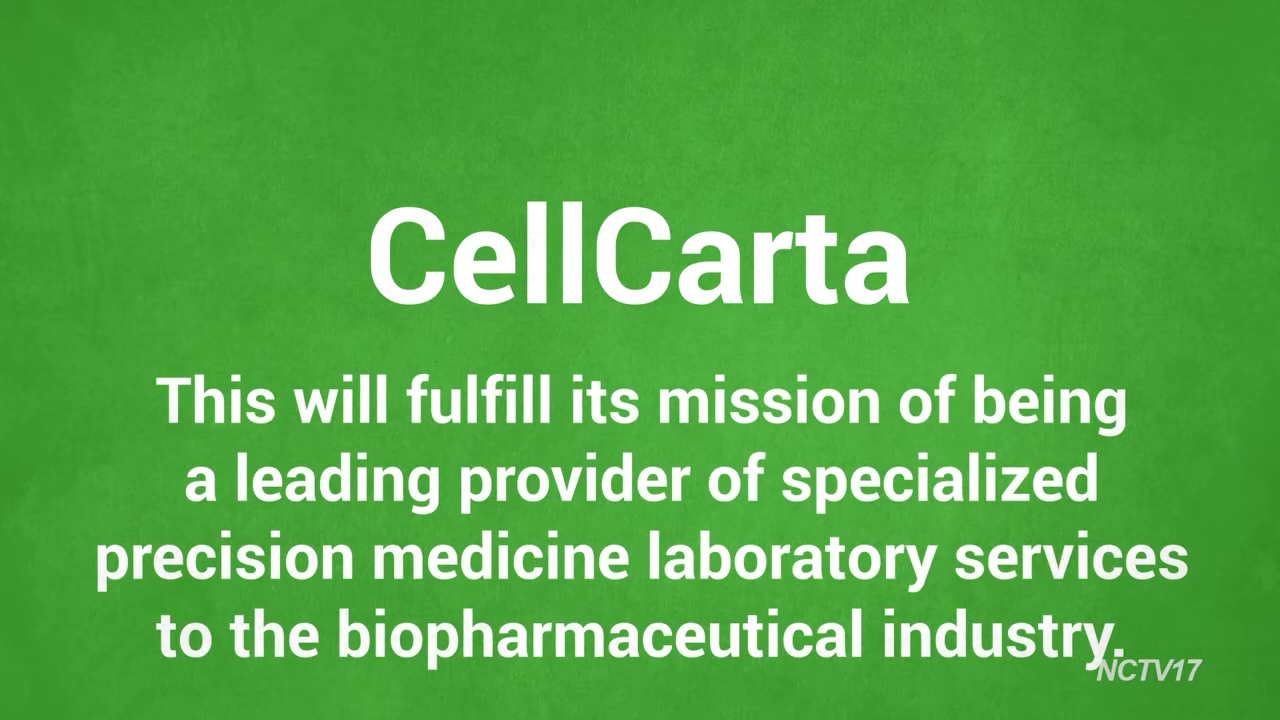 CellCarta
This will fulfill its mission of being
a leading provider of specialized
precision medicine laboratory services
to the biopharmaceutical industry.
NCTV17